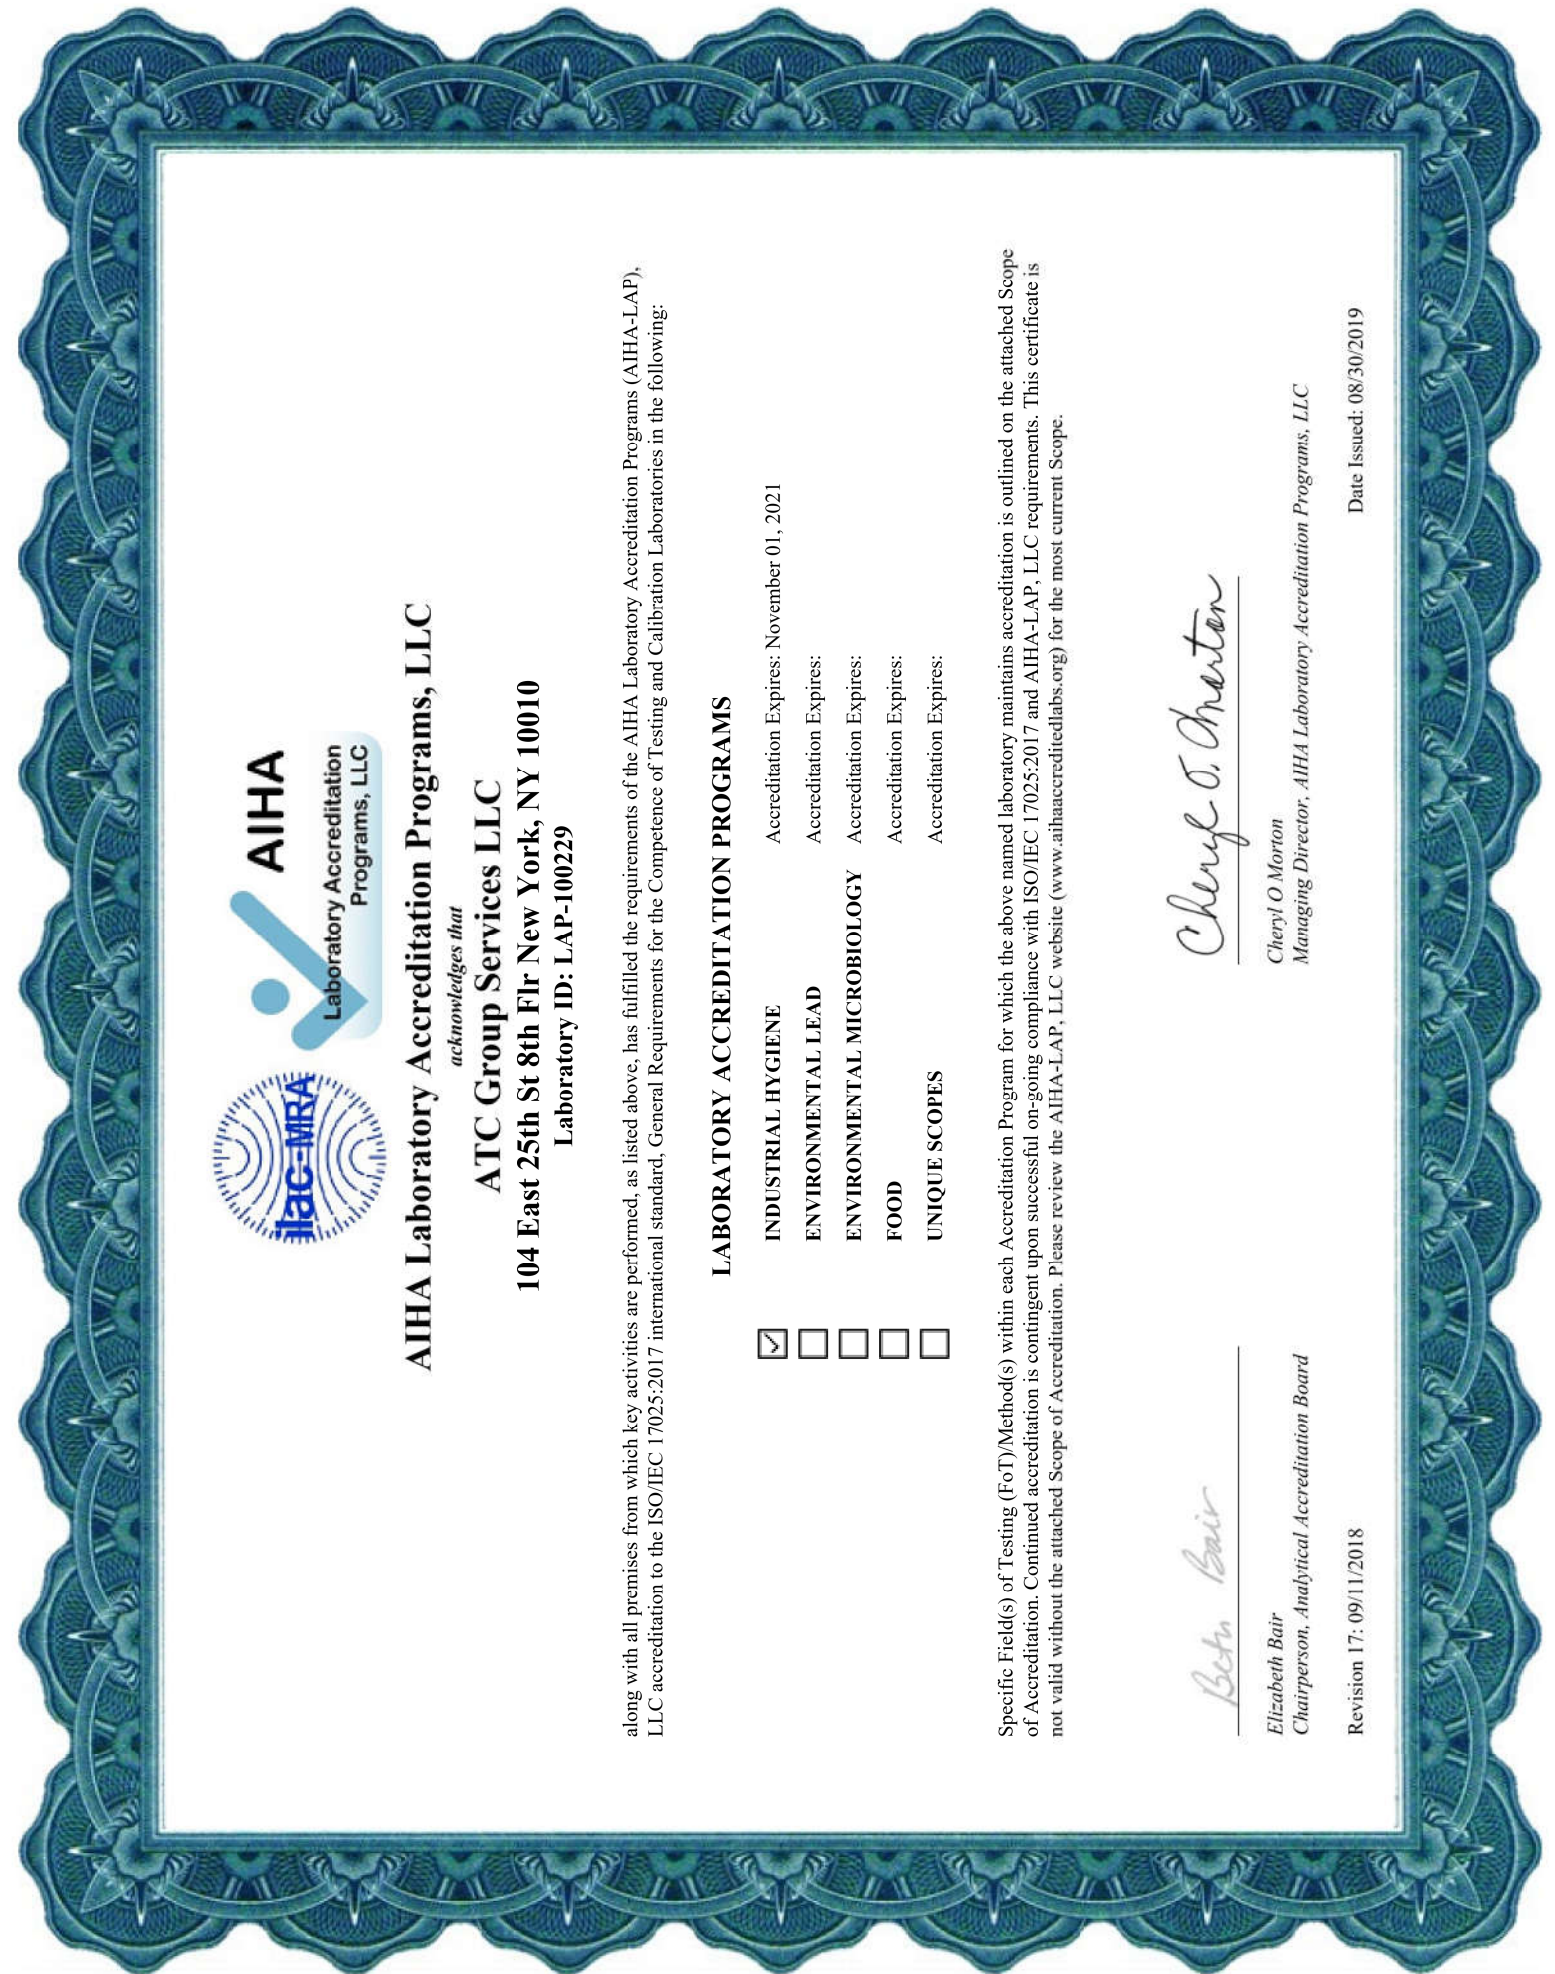 ilac-MRA
AIHA
Laboratory Accreditation
Programs, LLC
AIHA Laboratory Accreditation Programs, LLC
acknowledges that
ATC Group Services LLC
104 East 25th St 8th Flr New York, NY 10010
Laboratory ID: LAP-100229
along with all premises from which key activities are performed, as listed above, has fulfilled the requirements of the AIHA Laboratory Accreditation Programs (AIHA-LAP),
LLC accreditation to the ISO/IEC 17025:2017 international standard, General Requirements for the Competence of Testing and Calibration Laboratories in the following:
LABORATORY ACCREDITATION PROGRAMS
INDUSTRIAL HYGIENE Accreditation Expires: November 01, 2021
ENVIRONMENTAL LEAD Accreditation Expires:
ENVIRONMENTAL MICROBIOLOGY Accreditation Expires:
FOOD Accreditation Expires:
UNIQUE SCOPES Accreditation Expires:
Specific Field(s) of Testing (FoT)/Method(s) within each Accreditation Program for which the above named laboratory maintains accreditation is outlined on the attached Scope
of Accreditation. Continued accreditation is contingent upon successful on-going compliance with ISO/IEC 17025:2017 and AIHA-LAP, LLC requirements. This certificate is
not valid without the attached Scope of Accreditation. Please review the AIHA-LAP, LLC website (www.aihaaccreditedlabs.org) for the most current Scope.
Beth Bair
Cheryl O. Morton
Elizabeth Bair
Chairperson, Analytical Accreditation Board
Cheryl O Morton
Managing Director, AIHA Laboratory Accreditation Programs, LLC
Revision 17: 09/11/2018
Date Issued: 08/30/2019